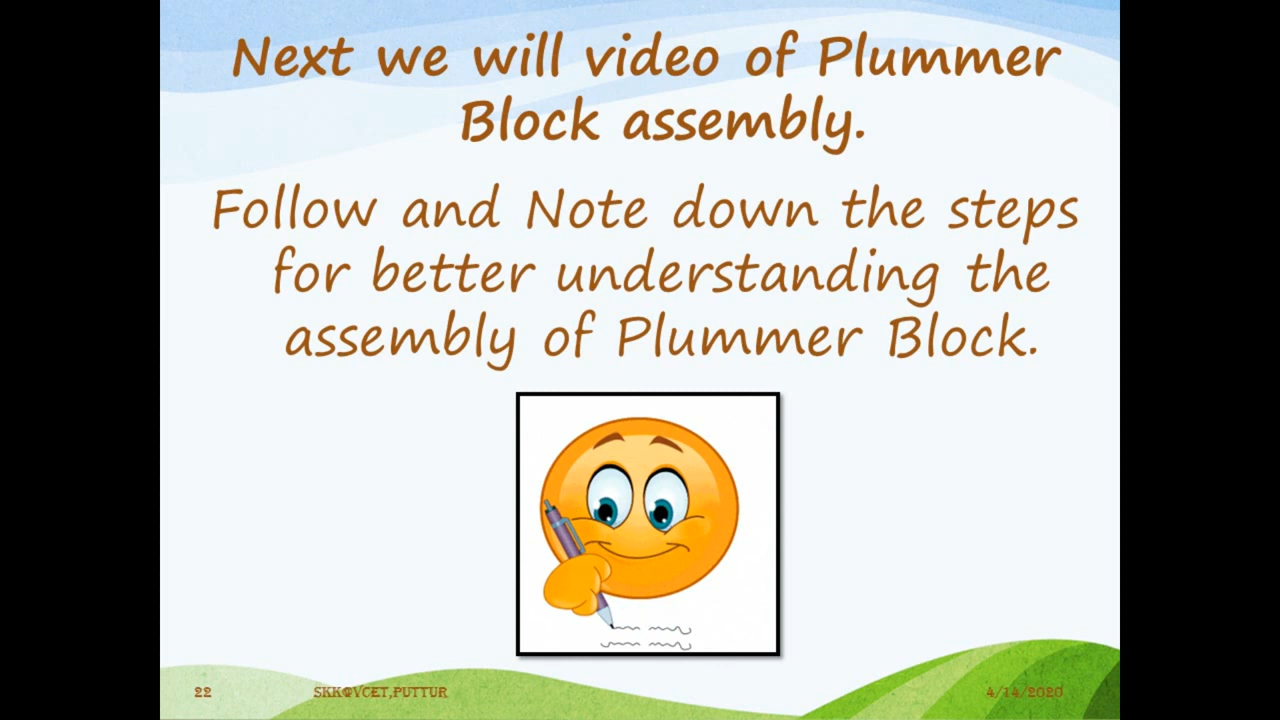 Next we will video of Plummer
Block assembly.
Follow and Note down the steps
for better understanding the
assembly of Plummer Block.
22 SKK@VCET,PUTTUR 4/14/2020